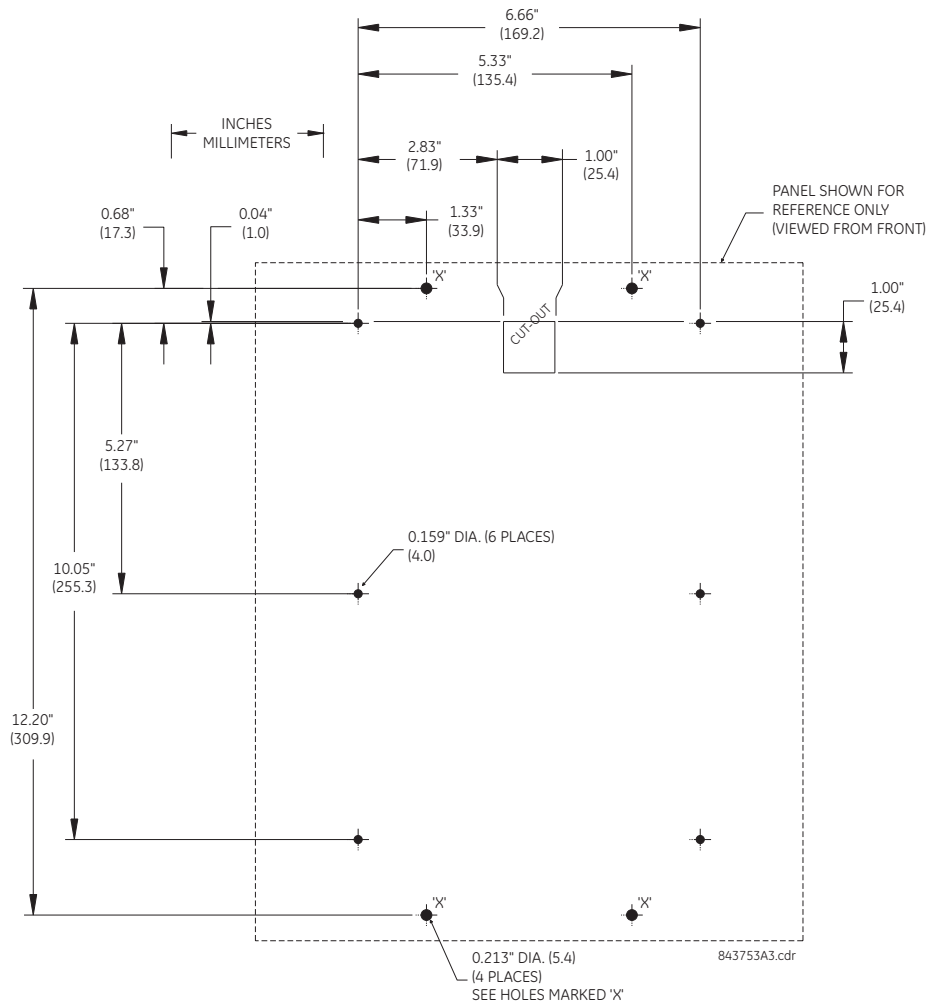 6.66"
(169.2)
5.33"
(135.4)
INCHES
MILLIMETERS
2.83"
(71.9)
1.00"
(25.4)
PANEL SHOWN FOR
REFERENCE ONLY
(VIEWED FROM FRONT)
0.68"
(17.3)
0.04"
(1.0)
1.33"
(33.9)
'X'
'X'
1.00"
(25.4)
CUT-OUT
5.27"
(133.8)
0.159" DIA. (6 PLACES)
(4.0)
10.05"
(255.3)
12.20"
(309.9)
'X'
'X'
0.213" DIA. (5.4)
(4 PLACES)
SEE HOLES MARKED 'X'
843753A3.cdr